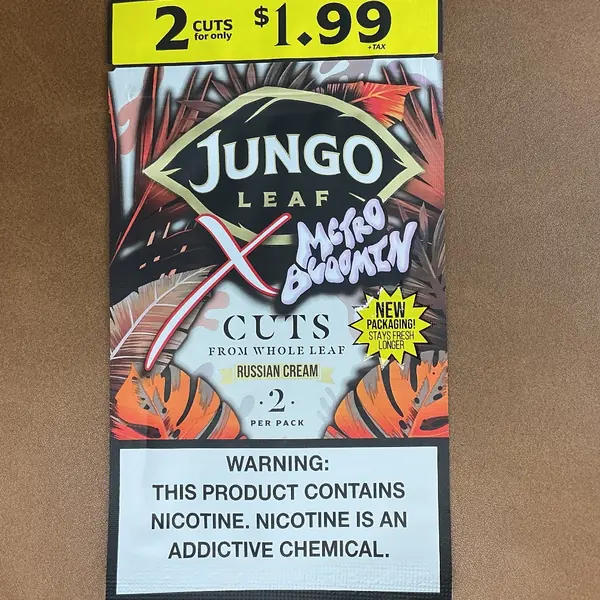 2 CUTS for only $1.99
+TAX
JUNGO
LEAF
X METRO
BOOMIN
CUTS
FROM WHOLE LEAF
RUSSIAN CREAM
·2·
PER PACK
NEW
PACKAGING!
STAYS FRESH
LONGER
WARNING:
THIS PRODUCT CONTAINS
NICOTINE. NICOTINE IS AN
ADDICTIVE CHEMICAL.